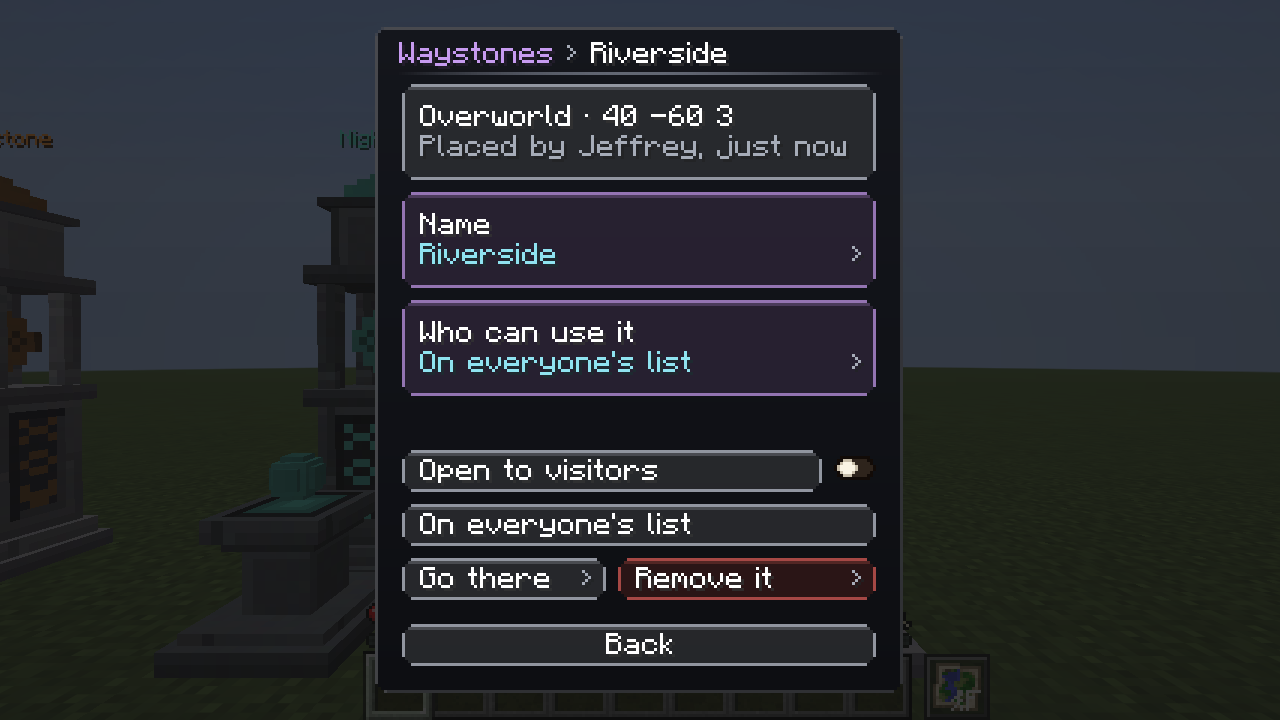 Waystones > Riverside
Overworld · 40 -60 3
Placed by Jeffrey, just now
Name
Riverside >
Who can use it
On everyone's list >
Open to visitors
On everyone's list
Go there > Remove it >
Back